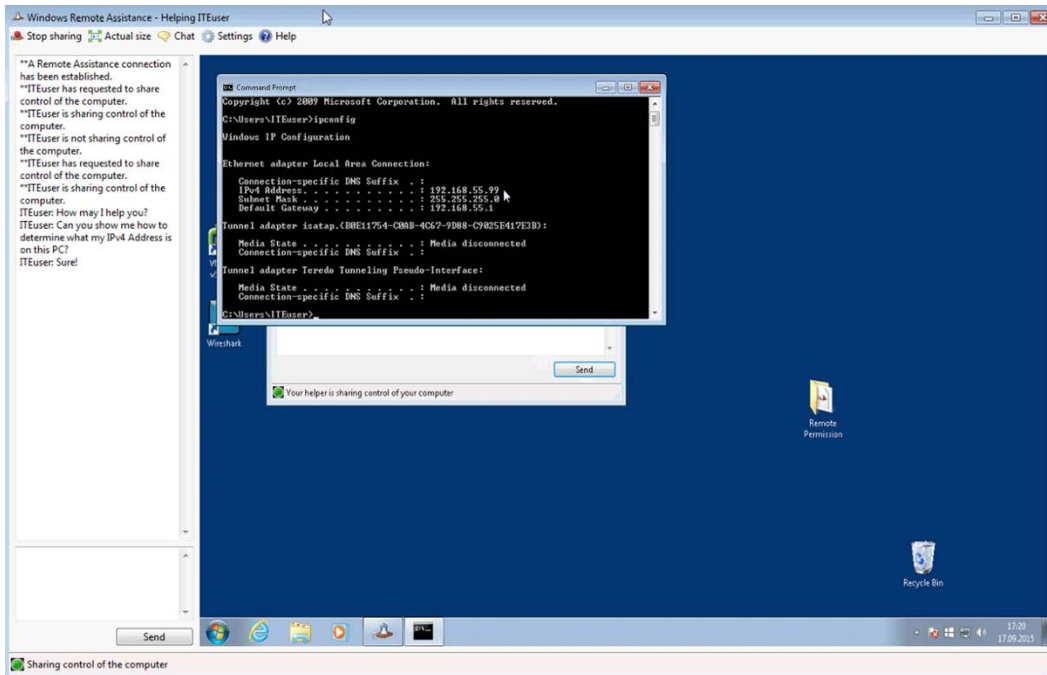 Windows Remote Assistance - Helping ITEuser
Stop sharing Actual size Chat Settings Help
**A Remote Assistance connection
has been established.
**ITEuser has requested to share
control of the computer.
**ITEuser is sharing control of the
computer.
**ITEuser is not sharing control of
the computer.
**ITEuser has requested to share
control of the computer.
**ITEuser is sharing control of the
computer.
ITEuser: How may I help you?
ITEuser: Can you show me how to
determine what my IPv4 Address is
on this PC?
ITEuser: Sure!
Command Prompt
Copyright (c) 2009 Microsoft Corporation. All rights reserved.
C:\Users\ITEuser>ipconfig
Windows IP Configuration
Ethernet adapter Local Area Connection:
Connection-specific DNS Suffix . :
IPv4 Address. . . . . . . . . . . : 192.168.55.99
Subnet Mask . . . . . . . . . . . : 255.255.255.0
Default Gateway . . . . . . . . . : 192.168.55.1
Tunnel adapter isatap.{B0E11754-C0AB-4C67-9D88-C9025E417E3B}:
Media State . . . . . . . . . . . : Media disconnected
Connection-specific DNS Suffix . :
Tunnel adapter Teredo Tunneling Pseudo-Interface:
Media State . . . . . . . . . . . : Media disconnected
Connection-specific DNS Suffix . :
C:\Users\ITEuser>_
Wireshark
Send
Your helper is sharing control of your computer
Remote
Permission
Recycle Bin
Send
17:20
17.09.2015
Sharing control of the computer